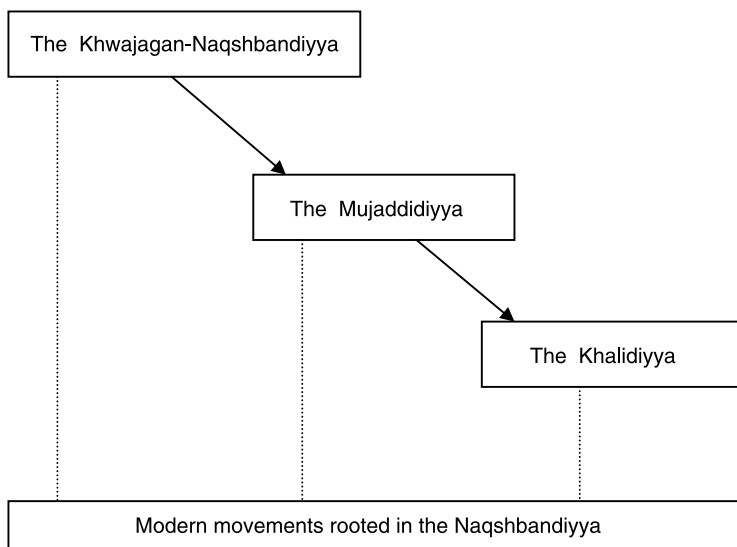 The Khwajagan-Naqshbandiyya
The Mujaddidiyya
The Khalidiyya
Modern movements rooted in the Naqshbandiyya